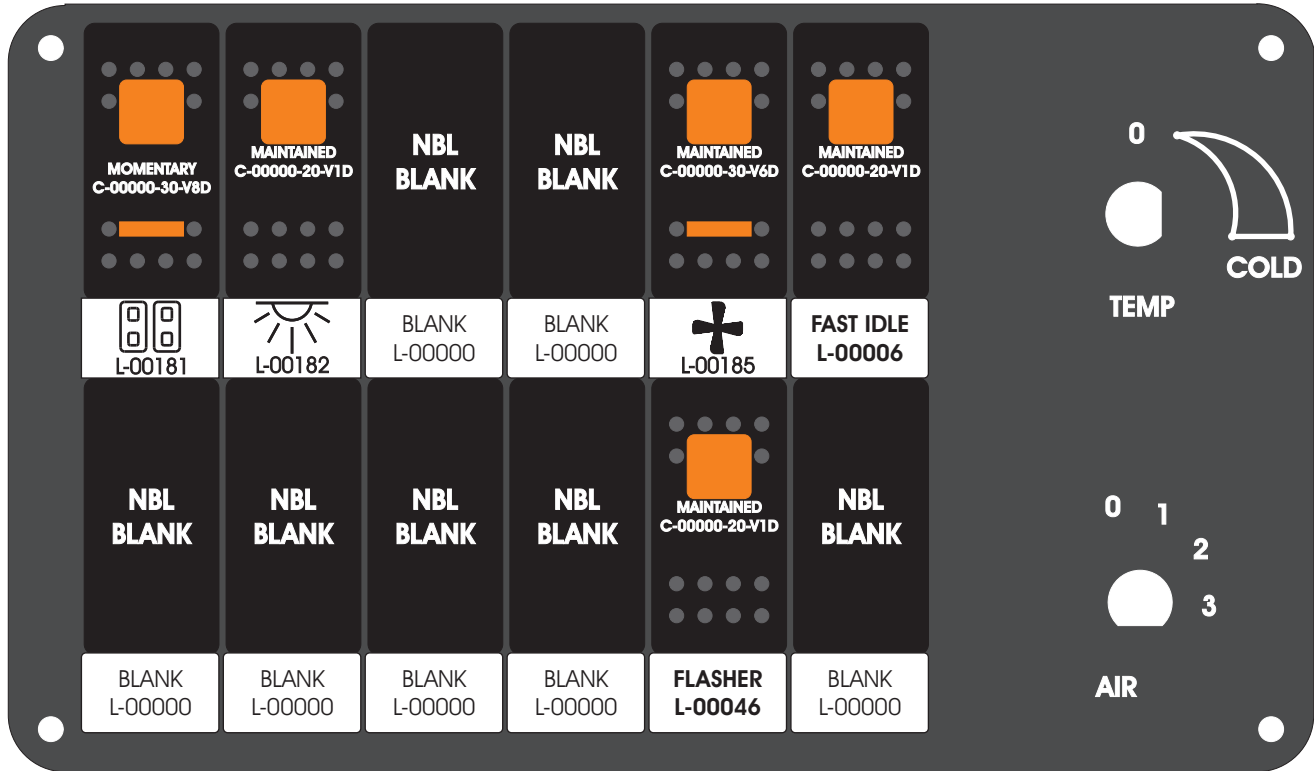 MOMENTARY
C-00000-30-V8D
MAINTAINED
C-00000-20-V1D
NBL
BLANK
NBL
BLANK
MAINTAINED
C-00000-30-V6D
MAINTAINED
C-00000-20-V1D
L-00181
L-00182
BLANK
L-00000
BLANK
L-00000
L-00185
FAST IDLE
L-00006
NBL
BLANK
NBL
BLANK
NBL
BLANK
NBL
BLANK
MAINTAINED
C-00000-20-V1D
NBL
BLANK
BLANK
L-00000
BLANK
L-00000
BLANK
L-00000
BLANK
L-00000
FLASHER
L-00046
BLANK
L-00000
0
COLD
TEMP
0
1
2
3
AIR